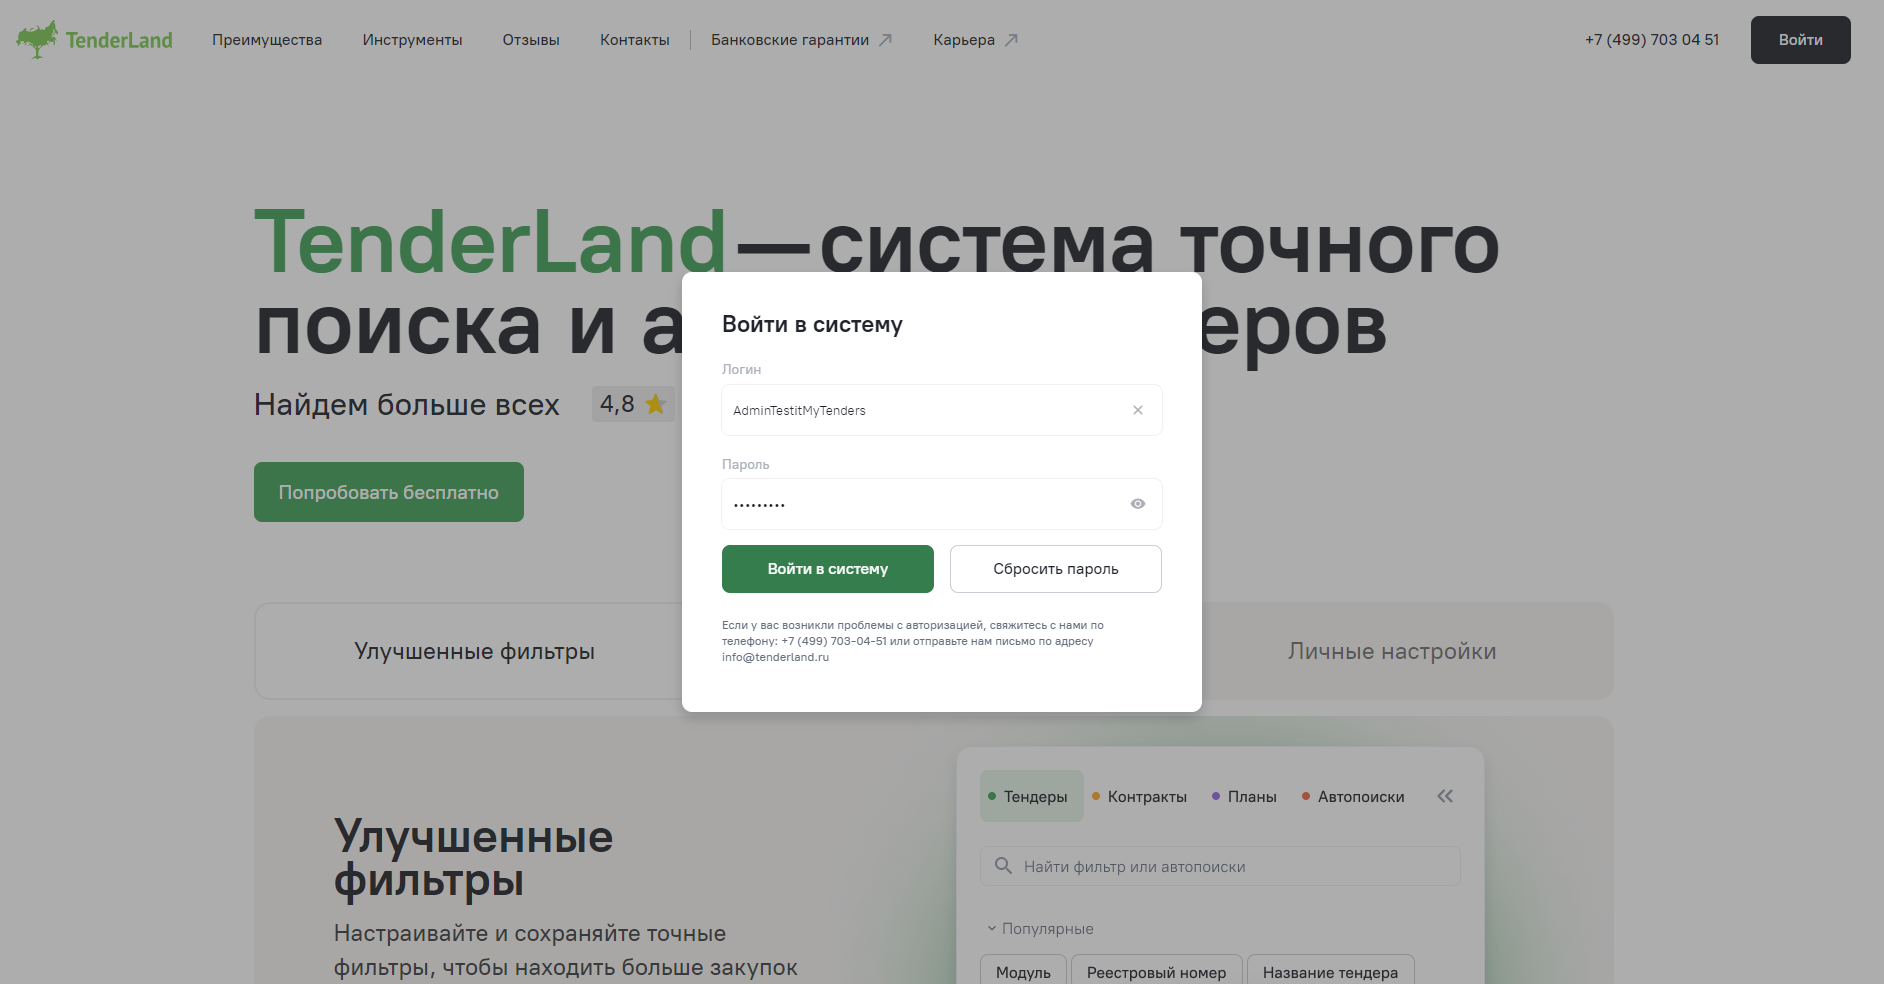 TenderLand
Преимущества
Инструменты
Отзывы
Контакты
Банковские гарантии
Карьера
+7 (499) 703 04 51
Войти
TenderLand — система точного
поиска и а
еров
Найдем больше всех
4,8
Попробовать бесплатно
Войти в систему
Логин
AdminTestitMyTenders
Пароль
•••••••••
Войти в систему
Сбросить пароль
Если у вас возникли проблемы с авторизацией, свяжитесь с нами по
телефону: +7 (499) 703-04-51 или отправьте нам письмо по адресу
info@tenderland.ru
Улучшенные фильтры
Личные настройки
Улучшенные
фильтры
Настраивайте и сохраняйте точные
фильтры, чтобы находить больше закупок
Тендеры
Контракты
Планы
Автопоиски
Найти фильтр или автопоиски
Популярные
Модуль
Реестровый номер
Название тендера